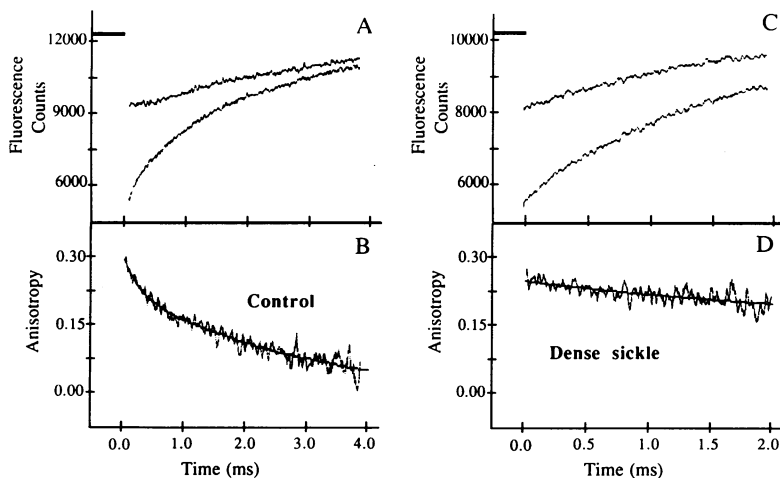 A
12000
9000
6000
Fluorescence
Counts
B
0.30
0.15
0.00
Anisotropy
Control
0.0 1.0 2.0 3.0 4.0
Time (ms)
C
10000
8000
6000
Fluorescence
Counts
D
0.30
0.15
0.00
Anisotropy
Dense sickle
0.0 0.5 1.0 1.5 2.0
Time (ms)